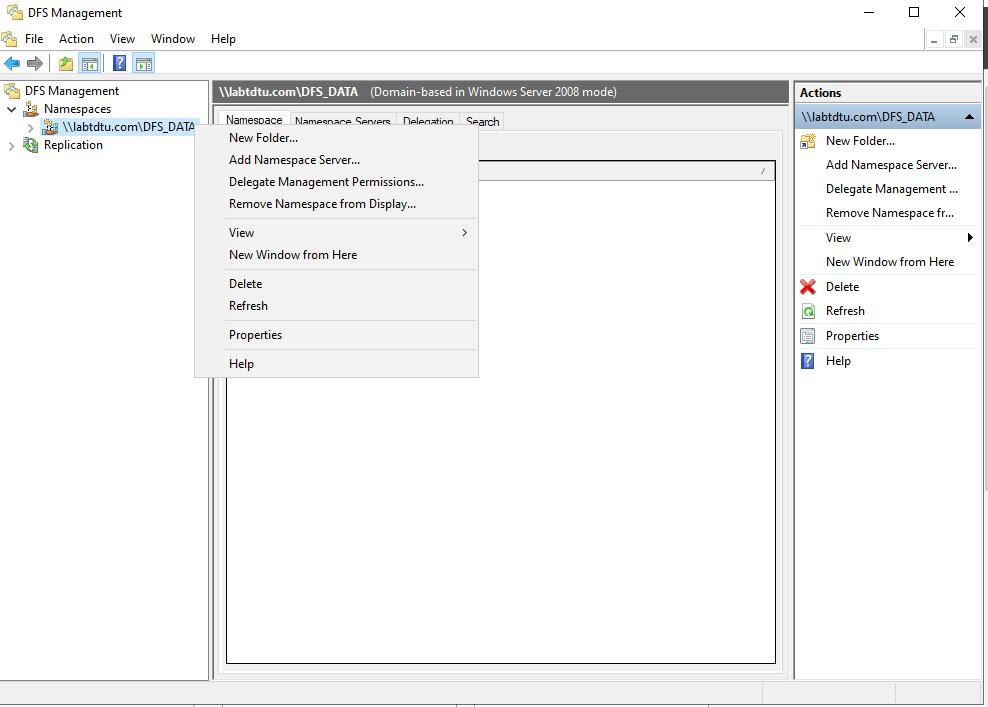 DFS Management
File Action View Window Help
DFS Management
Namespaces
\\labtdtu.com\DFS_DATA
Replication
\\labtdtu.com\DFS_DATA (Domain-based in Windows Server 2008 mode)
Namespace Namespace Servers Delegation Search
New Folder...
Add Namespace Server...
Delegate Management Permissions...
Remove Namespace from Display...
View
New Window from Here
Delete
Refresh
Properties
Help
Actions
\\labtdtu.com\DFS_DATA
New Folder...
Add Namespace Server...
Delegate Management ...
Remove Namespace fr...
View
New Window from Here
Delete
Refresh
Properties
Help